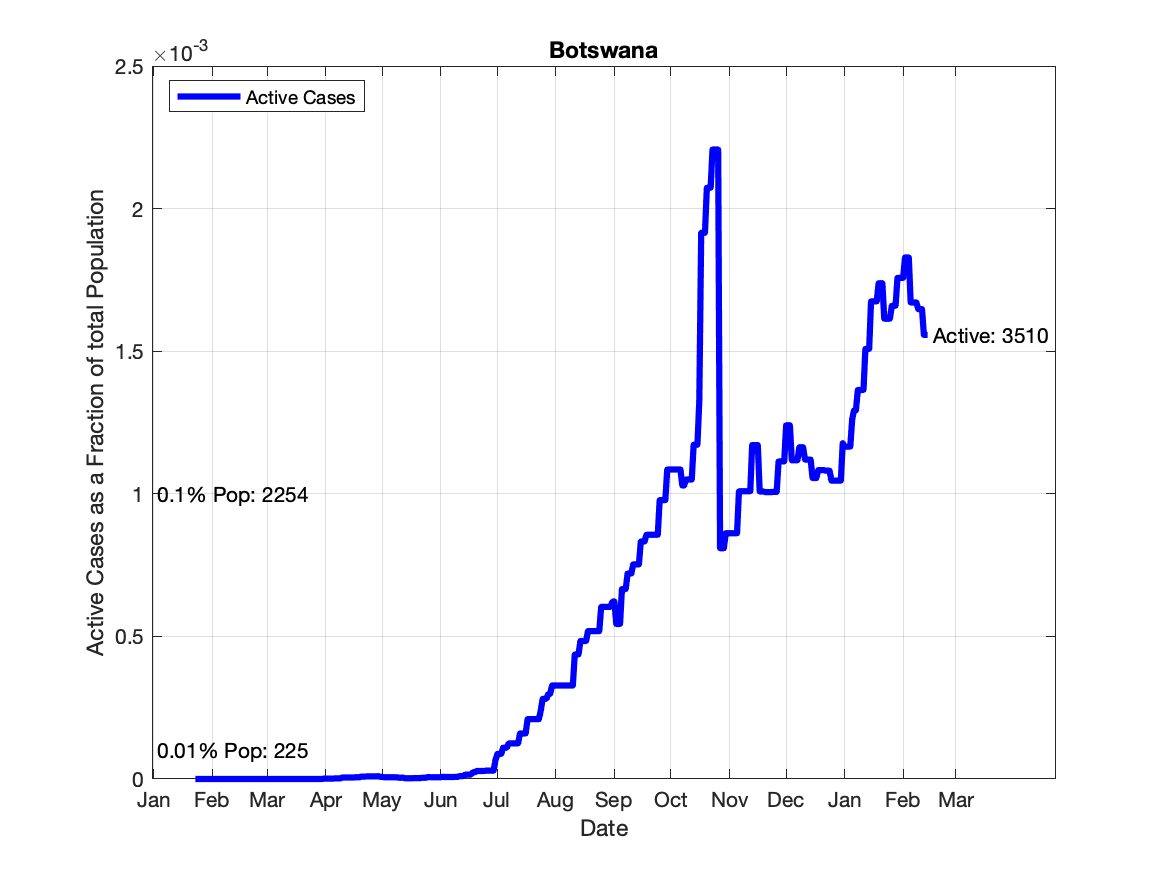 Botswana
×10-3
2.5
2
1.5
1
0.5
0
Active Cases
Active: 3510
0.1% Pop: 2254
0.01% Pop: 225
Active Cases as a Fraction of total Population
Jan Feb Mar Apr May Jun Jul Aug Sep Oct Nov Dec Jan Feb Mar
Date